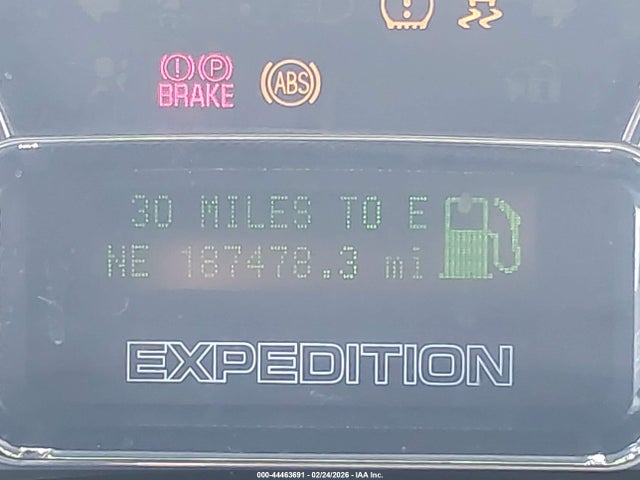 BRAKE ABS
30 MILES TO E
NE 187478.3 mi
EXPEDITION
000-44463691 - 02/24/2026 - IAA Inc.